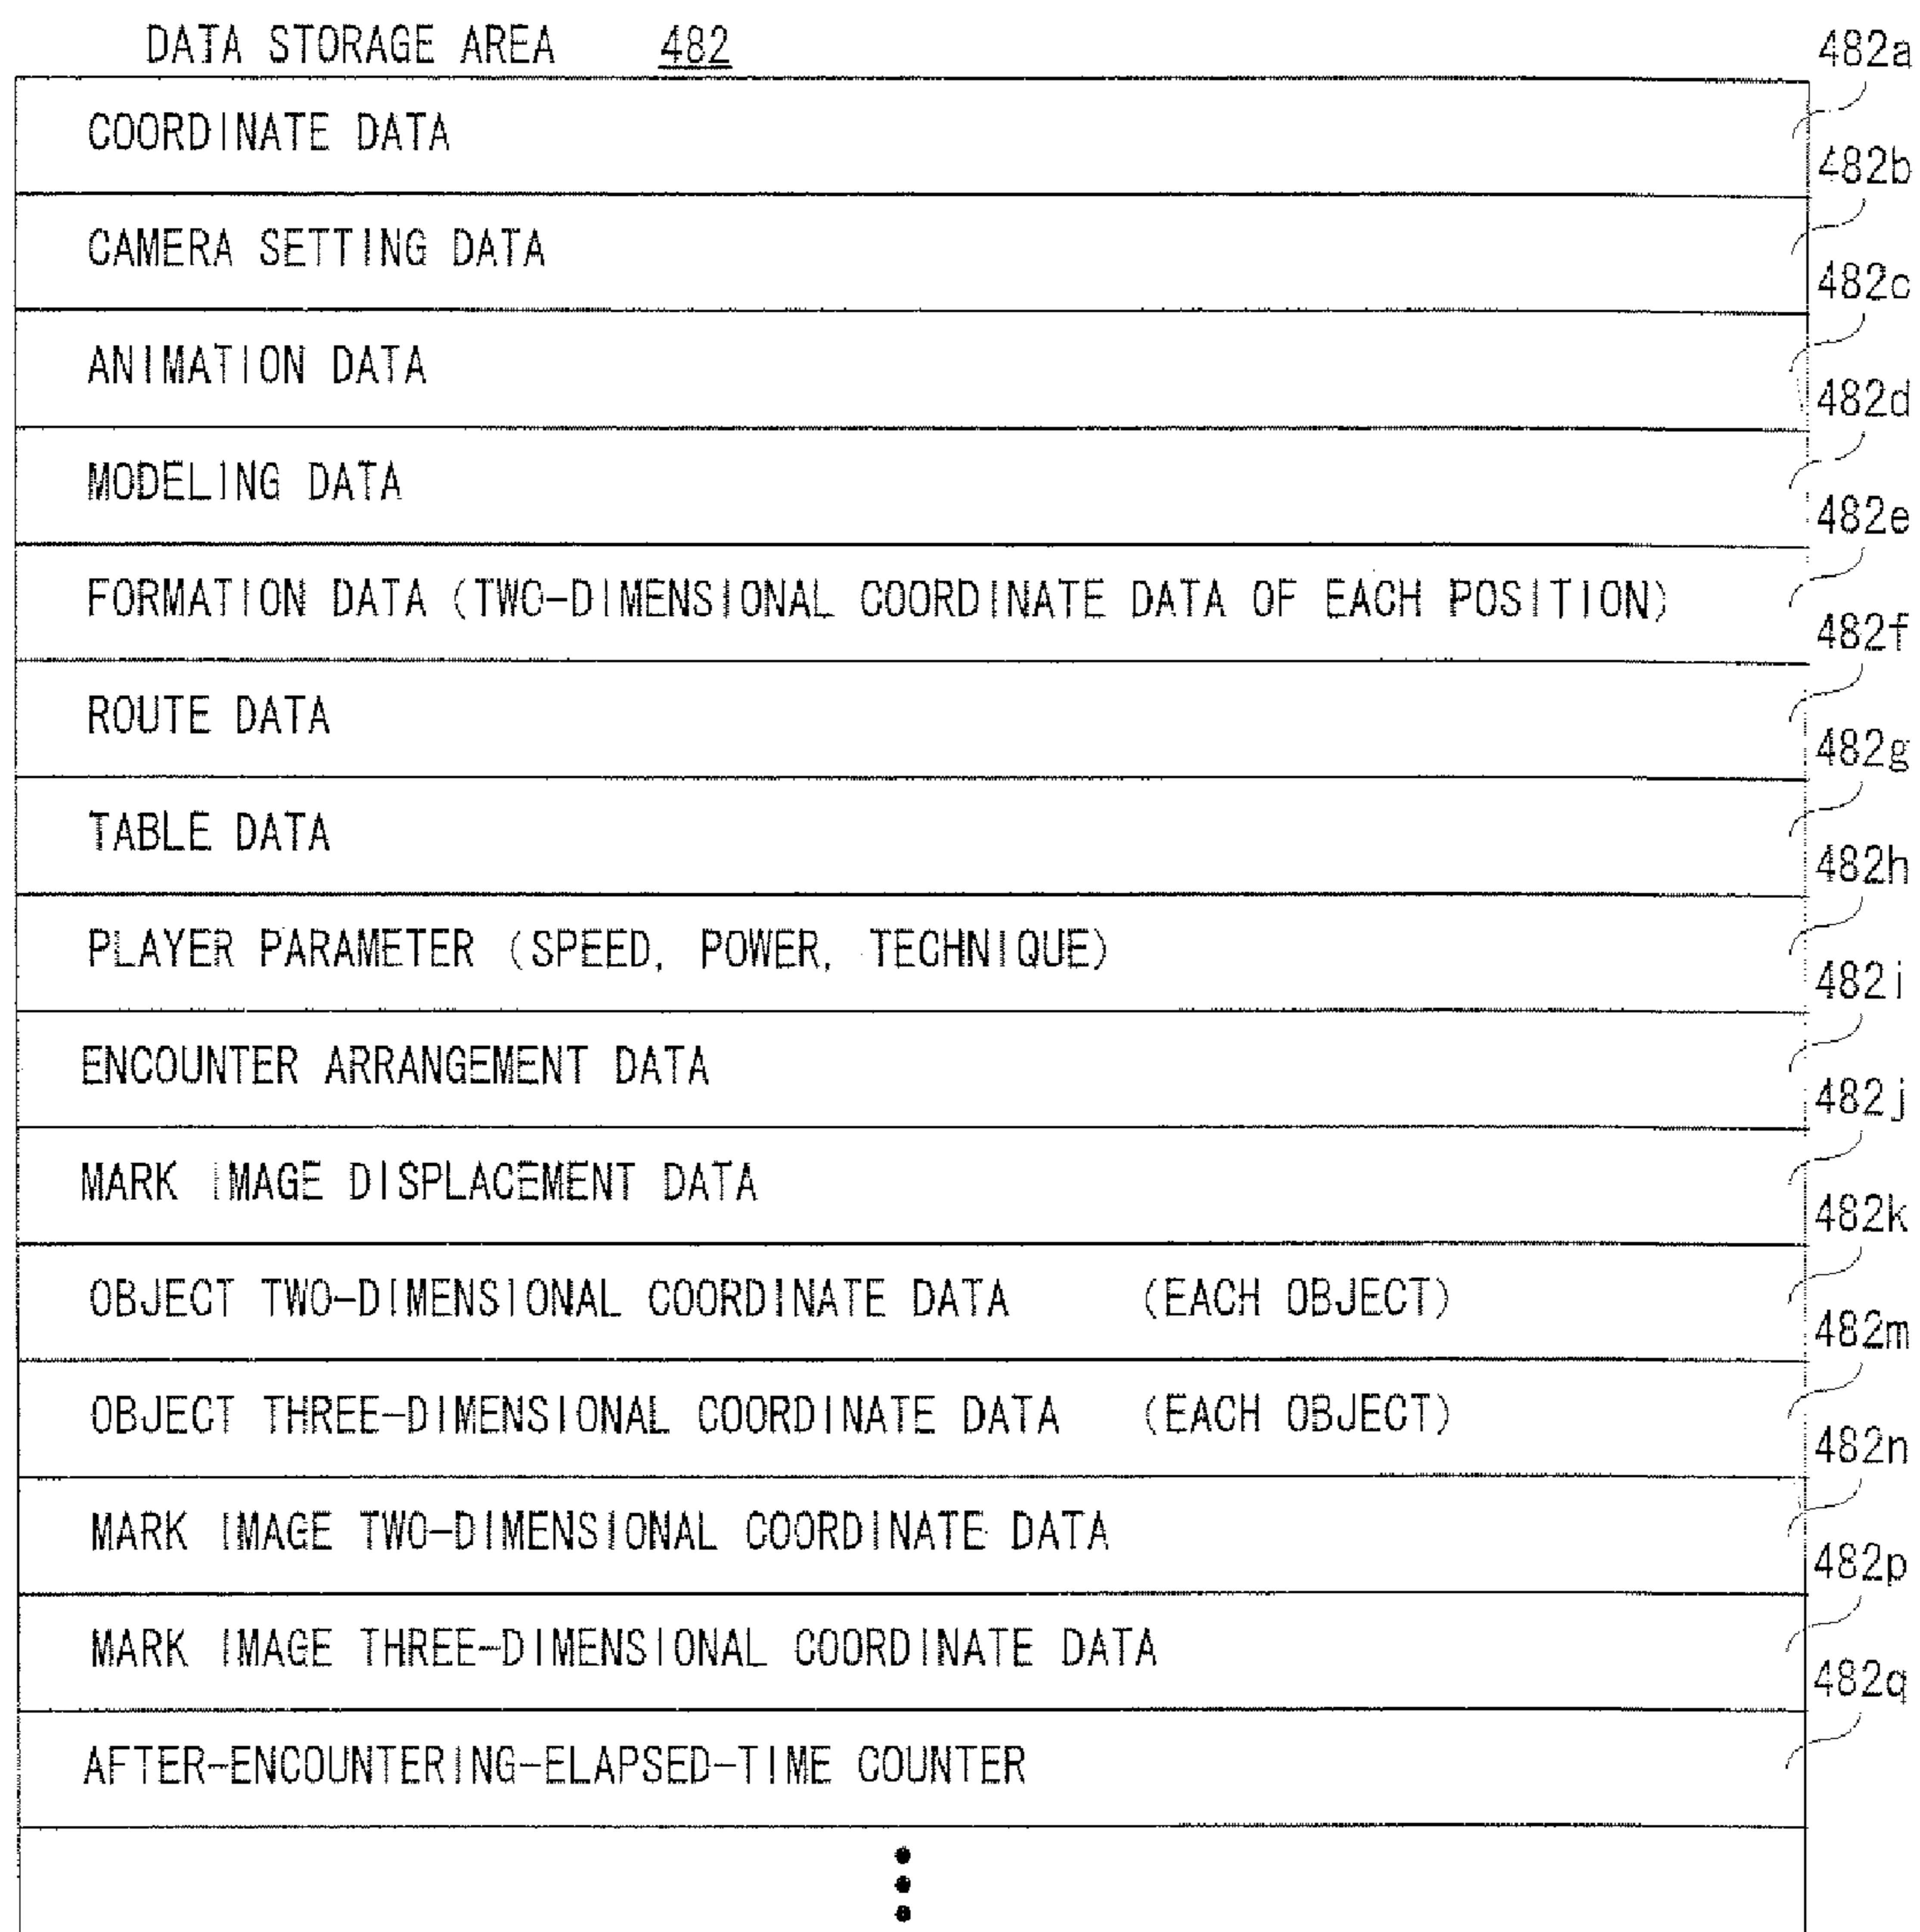 DATA STORAGE AREA 482
482a
COORDINATE DATA
482b
CAMERA SETTING DATA
482c
ANIMATION DATA
482d
MODELING DATA
482e
FORMATION DATA (TWO-DIMENSIONAL COORDINATE DATA OF EACH POSITION)
482f
ROUTE DATA
482g
TABLE DATA
482h
PLAYER PARAMETER (SPEED, POWER, TECHNIQUE)
482i
ENCOUNTER ARRANGEMENT DATA
482j
MARK IMAGE DISPLACEMENT DATA
482k
OBJECT TWO-DIMENSIONAL COORDINATE DATA (EACH OBJECT)
482m
OBJECT THREE-DIMENSIONAL COORDINATE DATA (EACH OBJECT)
482n
MARK IMAGE TWO-DIMENSIONAL COORDINATE DATA
482p
MARK IMAGE THREE-DIMENSIONAL COORDINATE DATA
482q
AFTER-ENCOUNTERING-ELAPSED-TIME COUNTER